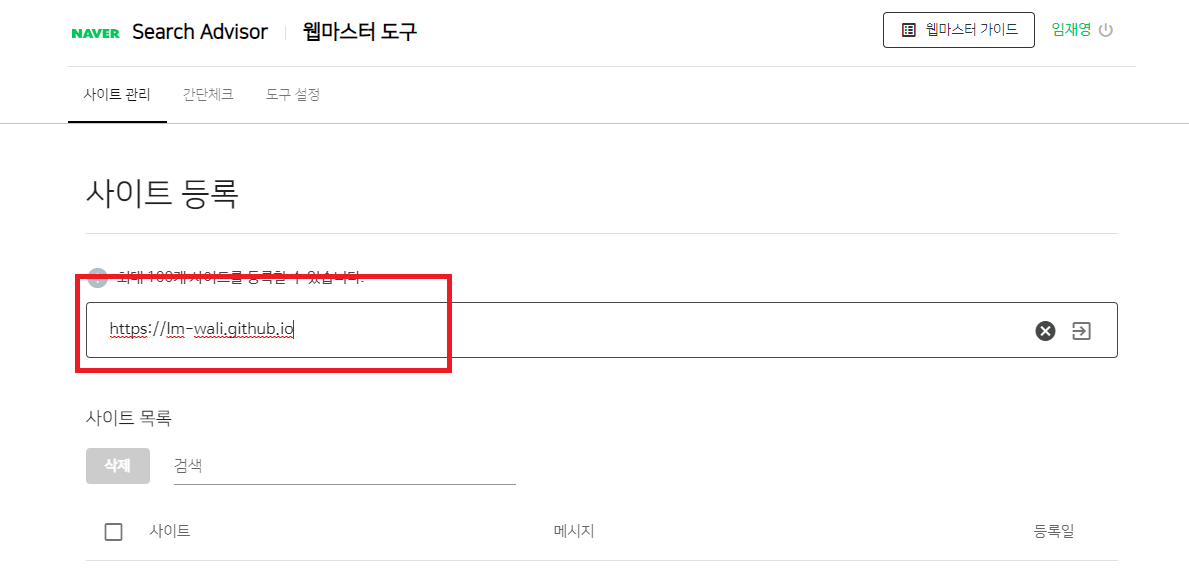 NAVER Search Advisor 웹마스터 도구
웹마스터 가이드
임재영
사이트 관리 간단체크 도구 설정
사이트 등록
최대 100개 사이트를 등록할 수 있습니다.
https://lm-wali.github.io
사이트 목록
삭제 검색
사이트 메시지 등록일